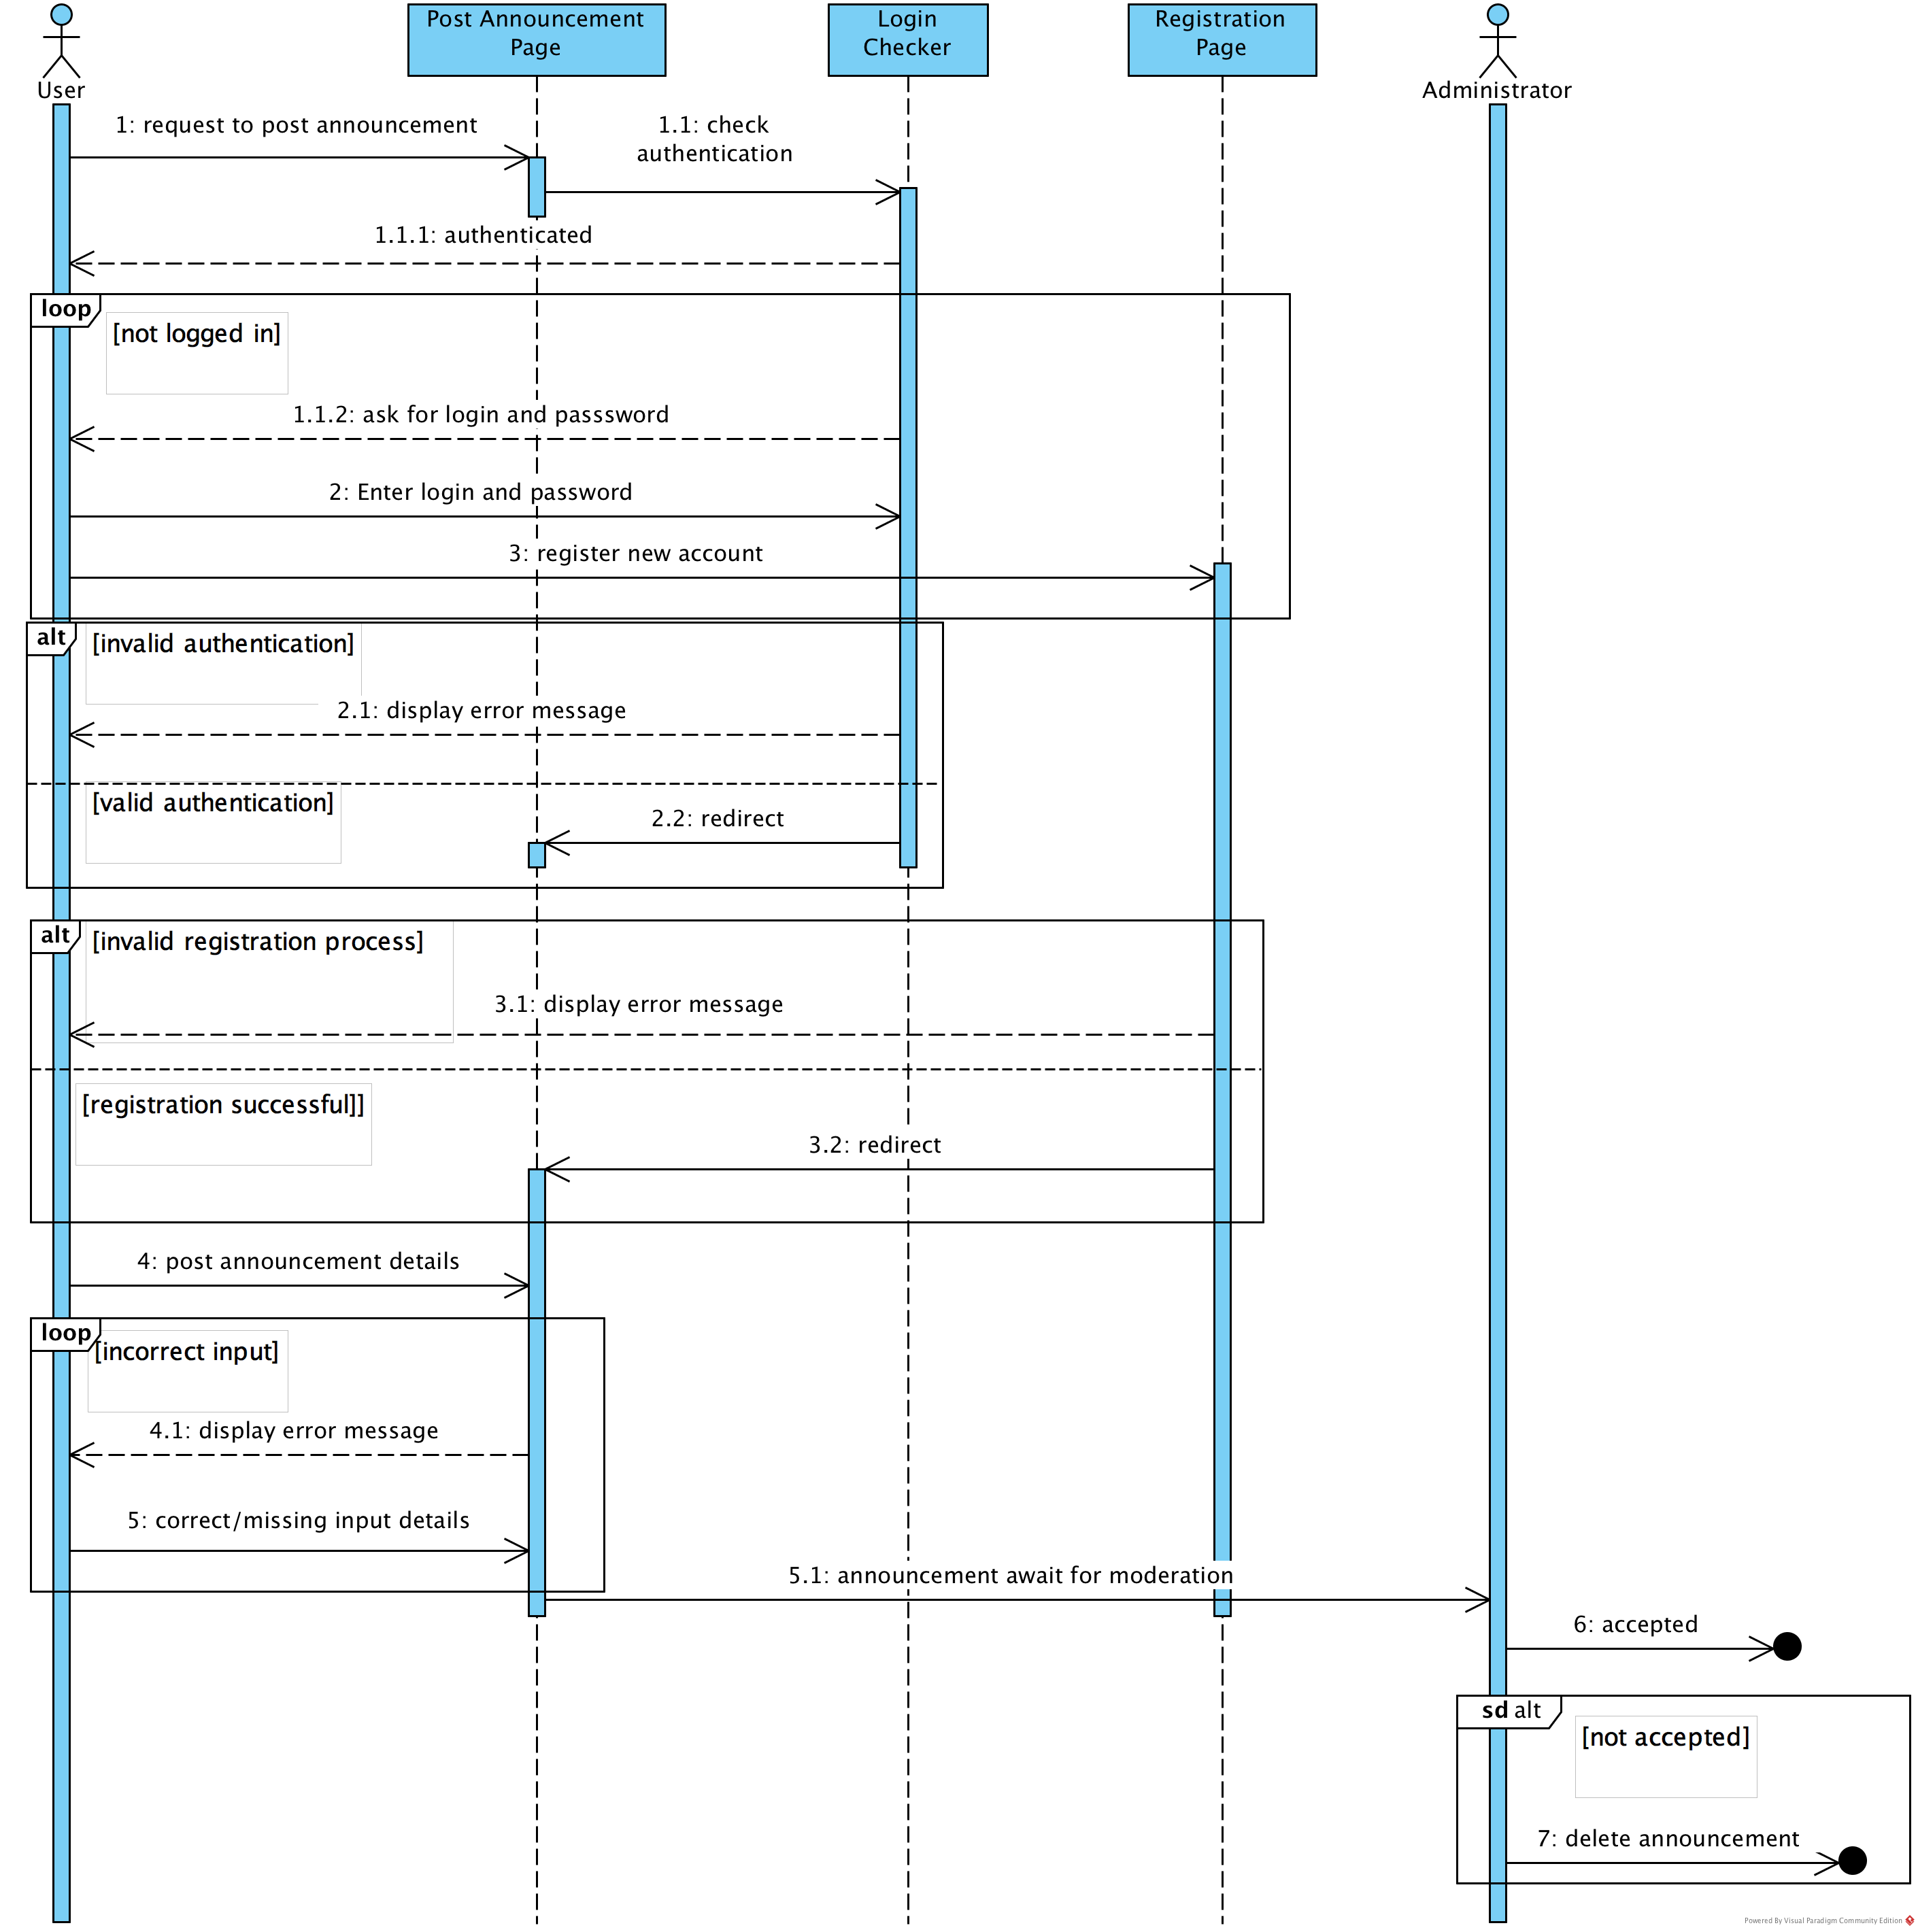 User
Post Announcement
Page
Login
Checker
Registration
Page
Administrator
1: request to post announcement
1.1: check
authentication
1.1.1: authenticated
loop
[not logged in]
1.1.2: ask for login and passsword
2: Enter login and password
3: register new account
alt
[invalid authentication]
2.1: display error message
[valid authentication]
2.2: redirect
alt
[invalid registration process]
3.1: display error message
[registration successful]]
3.2: redirect
4: post announcement details
loop
[incorrect input]
4.1: display error message
5: correct/missing input details
5.1: announcement await for moderation
6: accepted
sd alt
[not accepted]
7: delete announcement
Powered By Visual Paradigm Community Edition